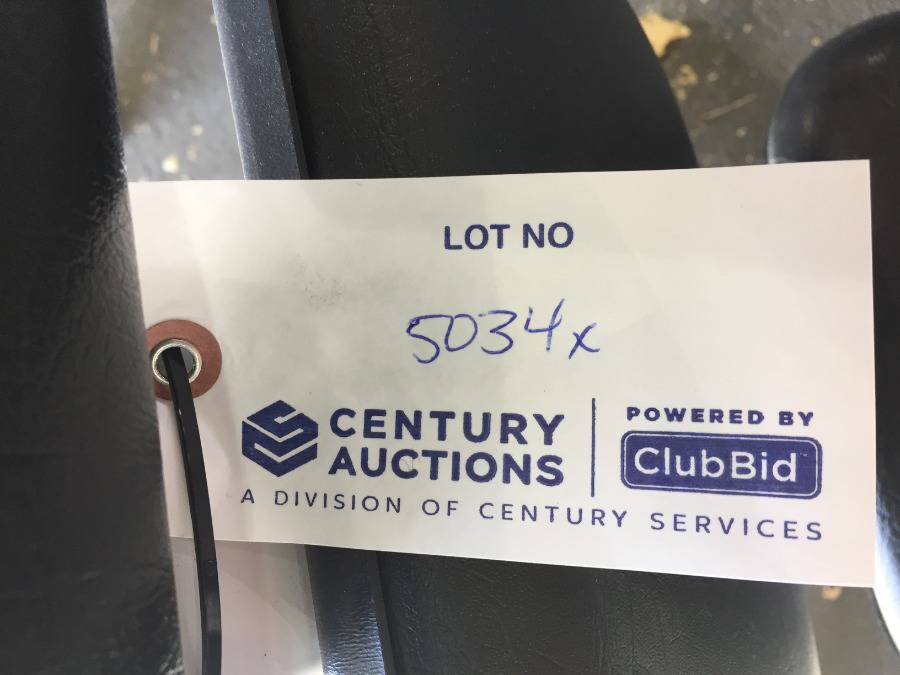 LOT NO
5034x
CENTURY
AUCTIONS
A DIVISION OF CENTURY SERVICES
POWERED BY
ClubBid